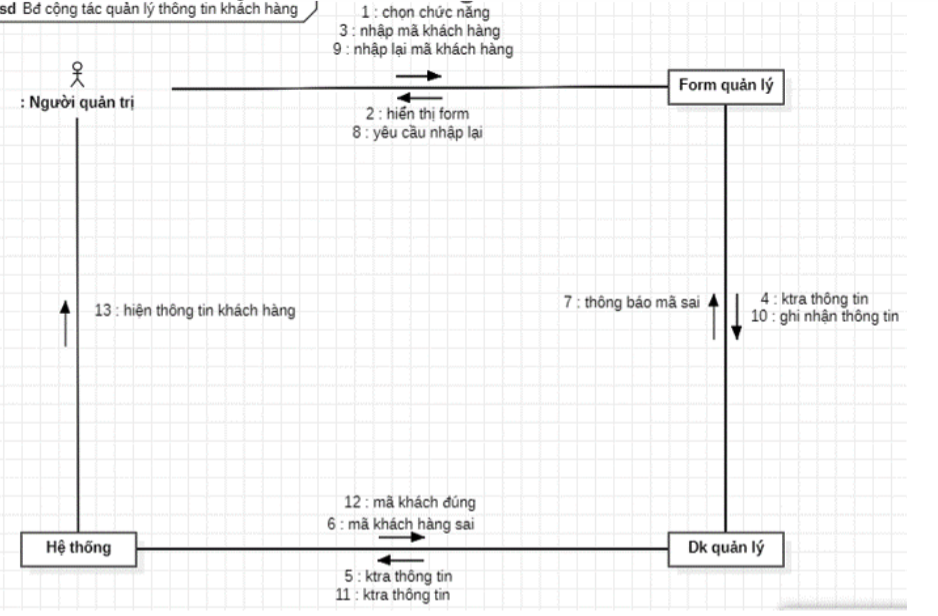 sd Bđ cộng tác quản lý thông tin khách hàng
1 : chọn chức năng
3 : nhập mã khách hàng
9 : nhập lại mã khách hàng
: Người quản trị
Form quản lý
2 : hiển thị form
8 : yêu cầu nhập lại
13 : hiện thông tin khách hàng
7 : thông báo mã sai
4 : ktra thông tin
10 : ghi nhận thông tin
12 : mã khách đúng
6 : mã khách hàng sai
Hệ thống
Dk quản lý
5 : ktra thông tin
11 : ktra thông tin